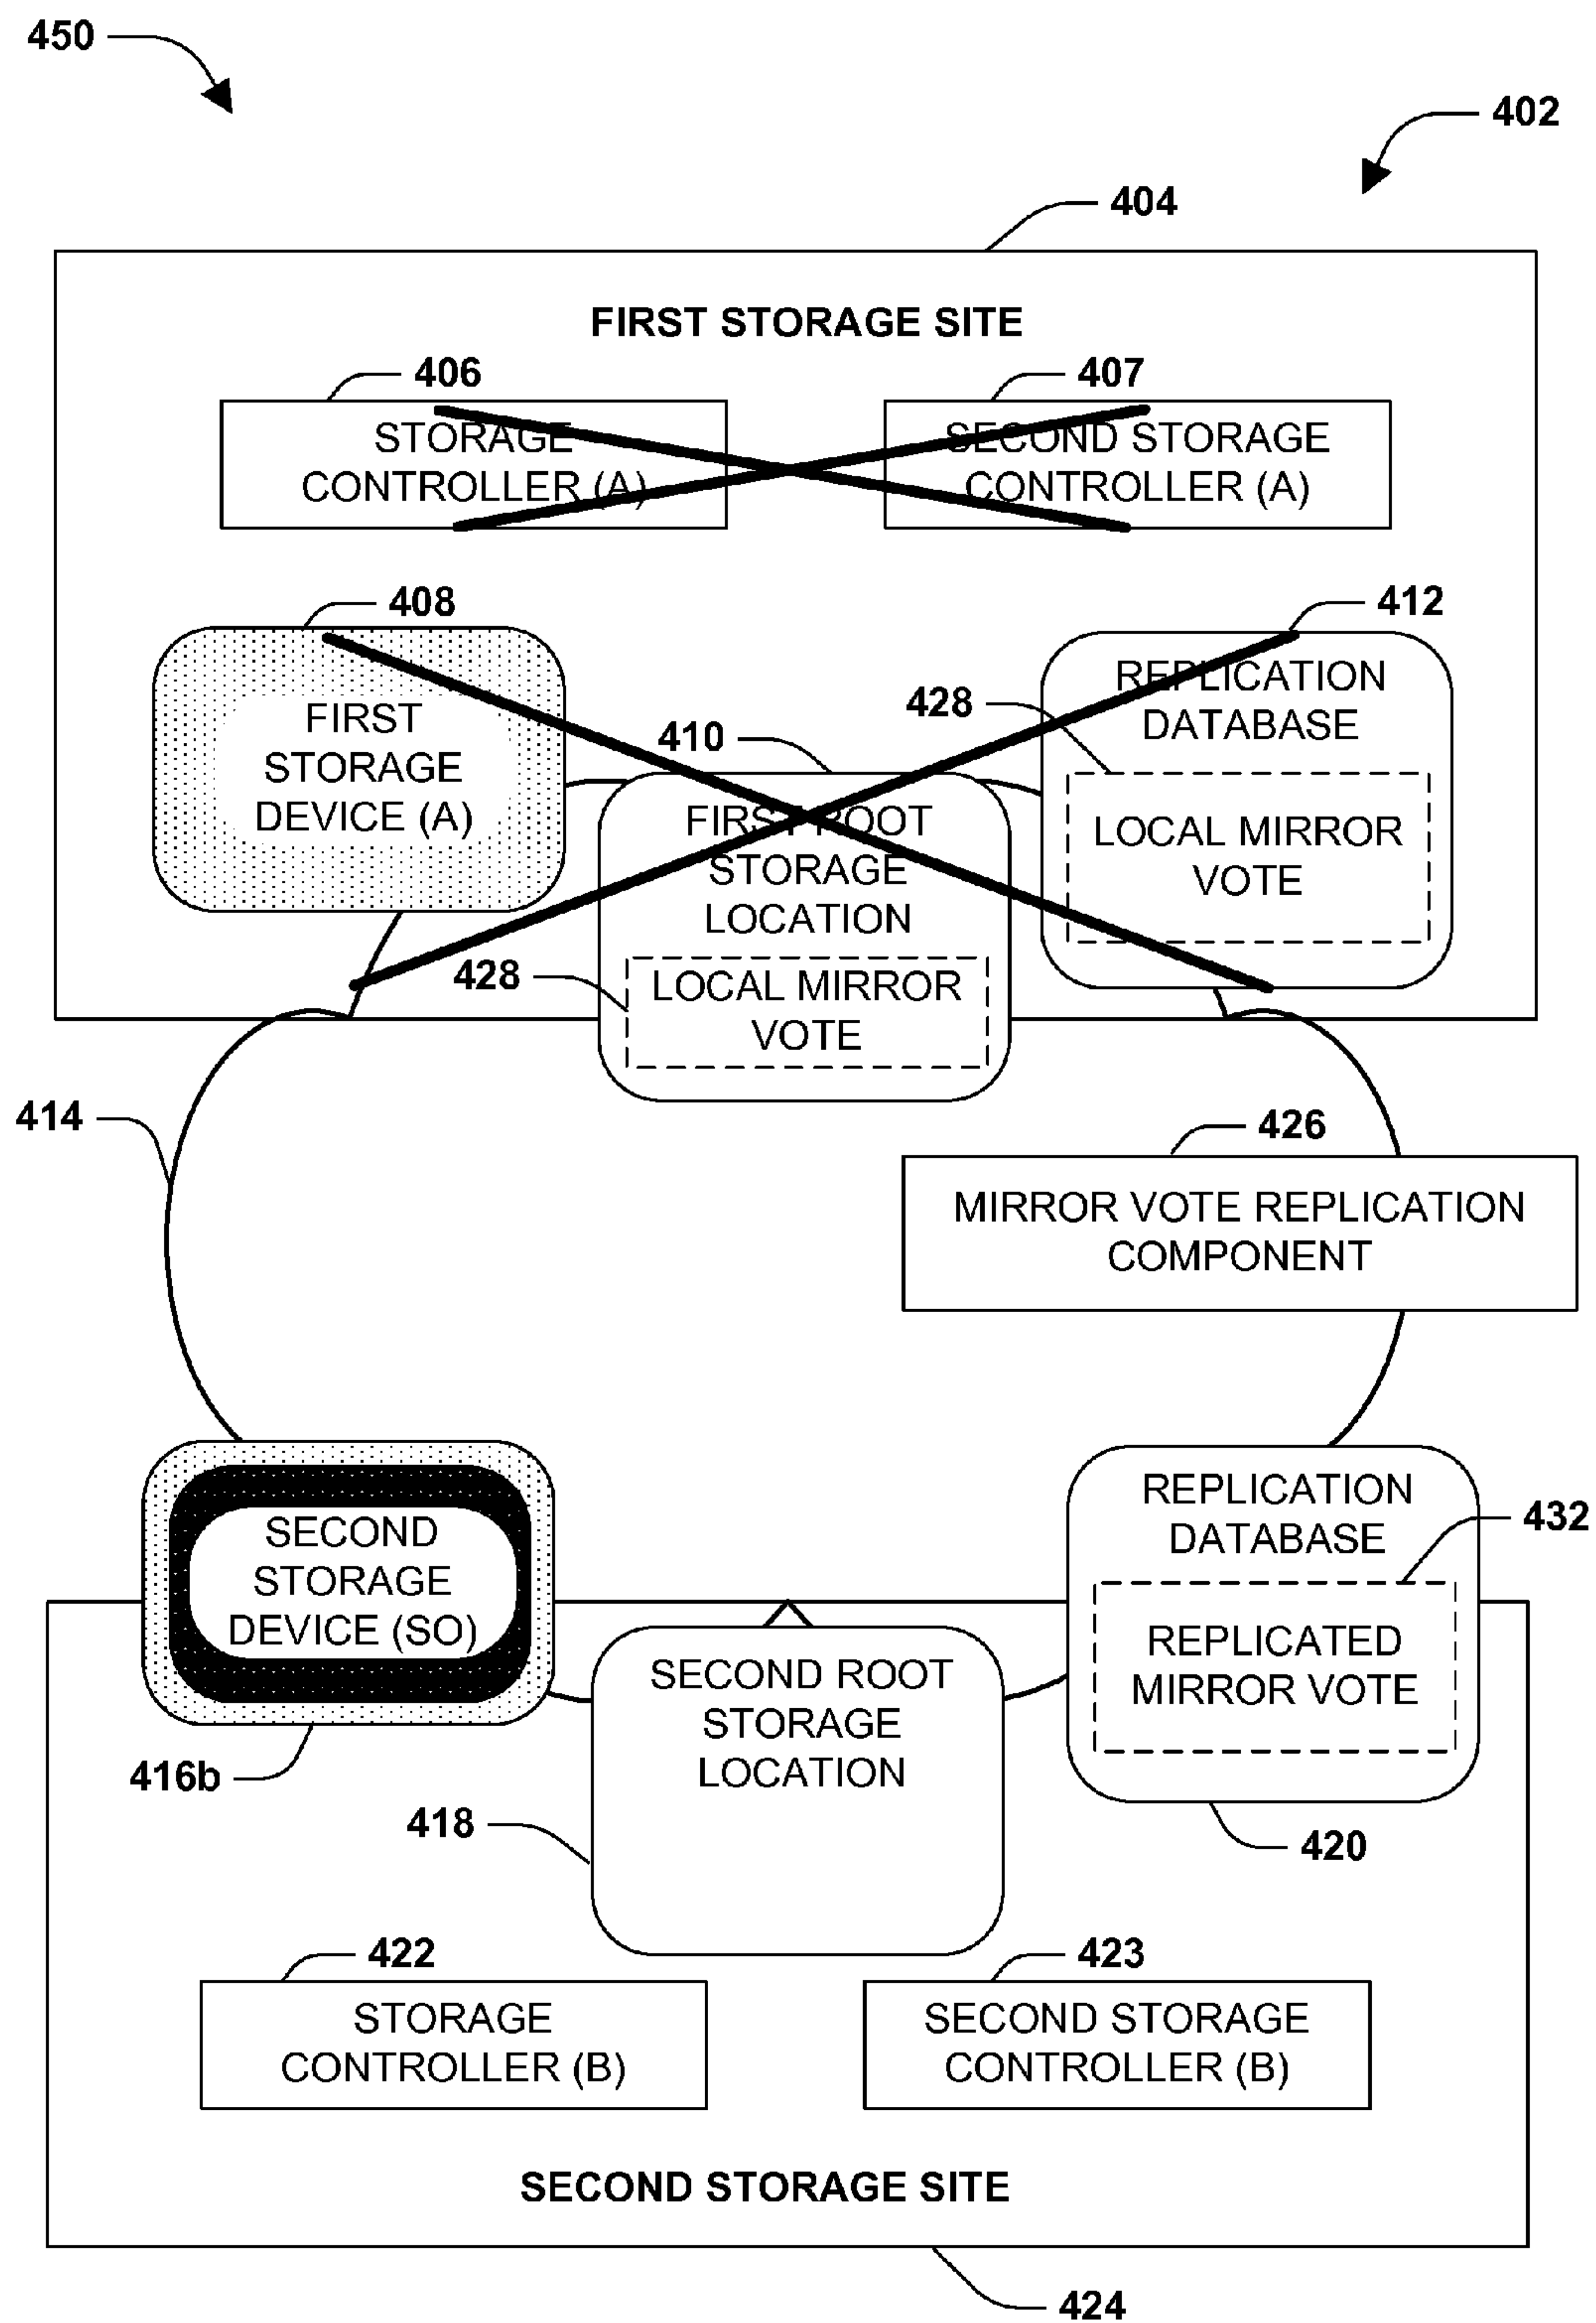 450
402
404
FIRST STORAGE SITE
406
407
STORAGE
CONTROLLER (A)
SECOND STORAGE
CONTROLLER (A)
408
412
FIRST
STORAGE
DEVICE (A)
REPLICATION
DATABASE
428
LOCAL MIRROR
VOTE
410
FIRST ROOT
STORAGE
LOCATION
428
LOCAL MIRROR
VOTE
414
426
MIRROR VOTE REPLICATION
COMPONENT
SECOND
STORAGE
DEVICE (SO)
416b
REPLICATION
DATABASE
432
REPLICATED
MIRROR VOTE
420
SECOND ROOT
STORAGE
LOCATION
418
422
423
STORAGE
CONTROLLER (B)
SECOND STORAGE
CONTROLLER (B)
SECOND STORAGE SITE
424